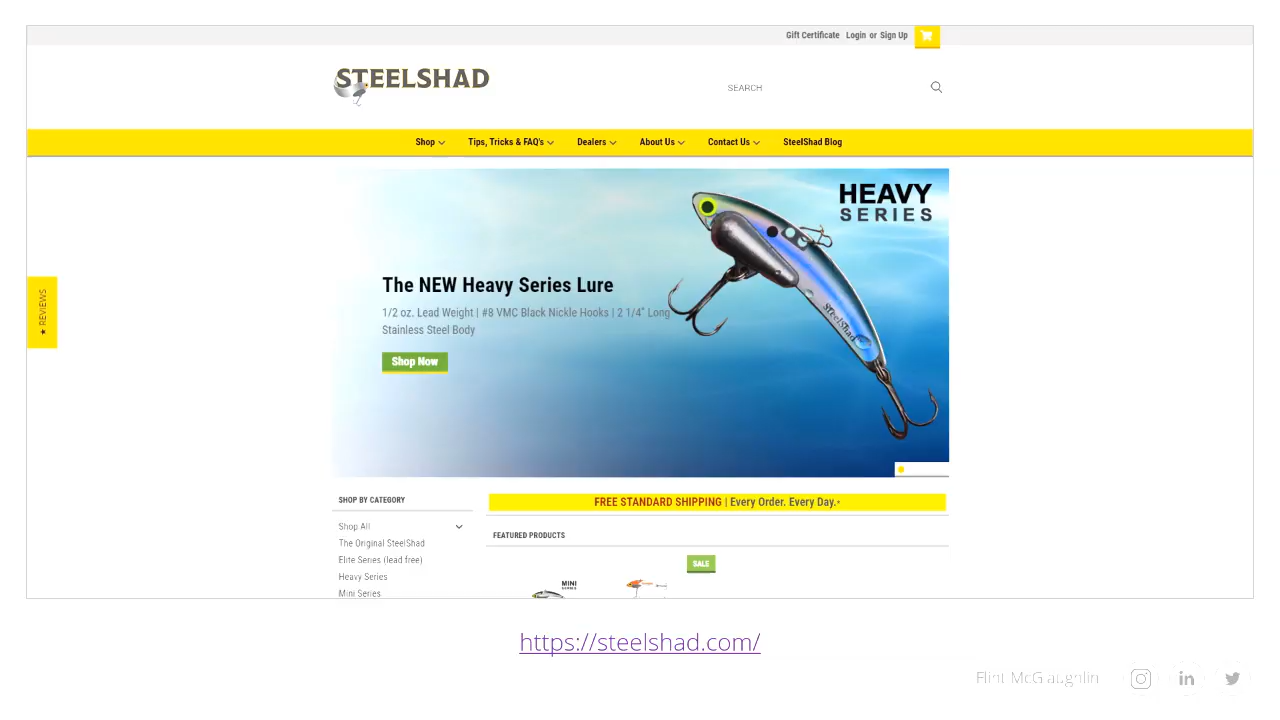 Gift Certificate Login or Sign Up
STEELSHAD
SEARCH
Shop Tips, Tricks & FAQ's Dealers About Us Contact Us SteelShad Blog
HEAVY
SERIES
The NEW Heavy Series Lure
1/2 oz. Lead Weight | #8 VMC Black Nickle Hooks | 2 1/4" Long
Stainless Steel Body
Shop Now
SteelShad
★ REVIEWS
SHOP BY CATEGORY
FREE STANDARD SHIPPING | Every Order. Every Day.*
Shop All
FEATURED PRODUCTS
The Original SteelShad
Elite Series (lead free)
SALE
Heavy Series
MINI
Mini Series
https://steelshad.com/
Flint McGlaughlin